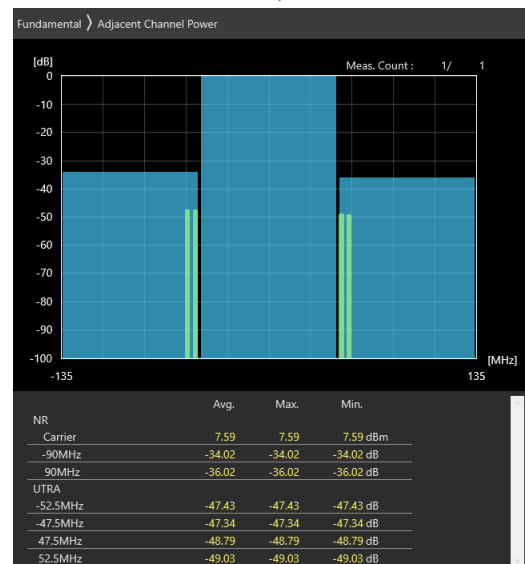 Fundamental 〉 Adjacent Channel Power
[dB] Meas. Count : 1/ 1
0
-10
-20
-30
-40
-50
-60
-70
-80
-90
-100 [MHz]
-135 135
Avg. Max. Min.
NR
Carrier 7.59 7.59 7.59 dBm
-90MHz -34.02 -34.02 -34.02 dB
90MHz -36.02 -36.02 -36.02 dB
UTRA
-52.5MHz -47.43 -47.43 -47.43 dB
-47.5MHz -47.34 -47.34 -47.34 dB
47.5MHz -48.79 -48.79 -48.79 dB
52.5MHz -49.03 -49.03 -49.03 dB